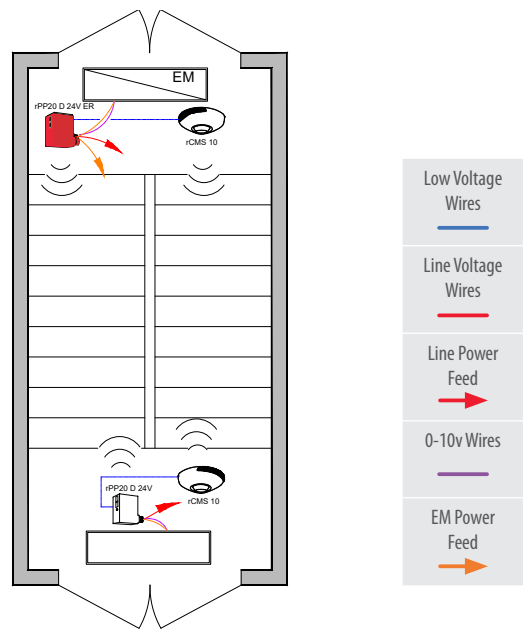 EM
rPP20 D 24V ER
rCMS 10
rCMS 10
rPP20 D 24V
Low Voltage
Wires
Line Voltage
Wires
Line Power
Feed
0-10v Wires
EM Power
Feed